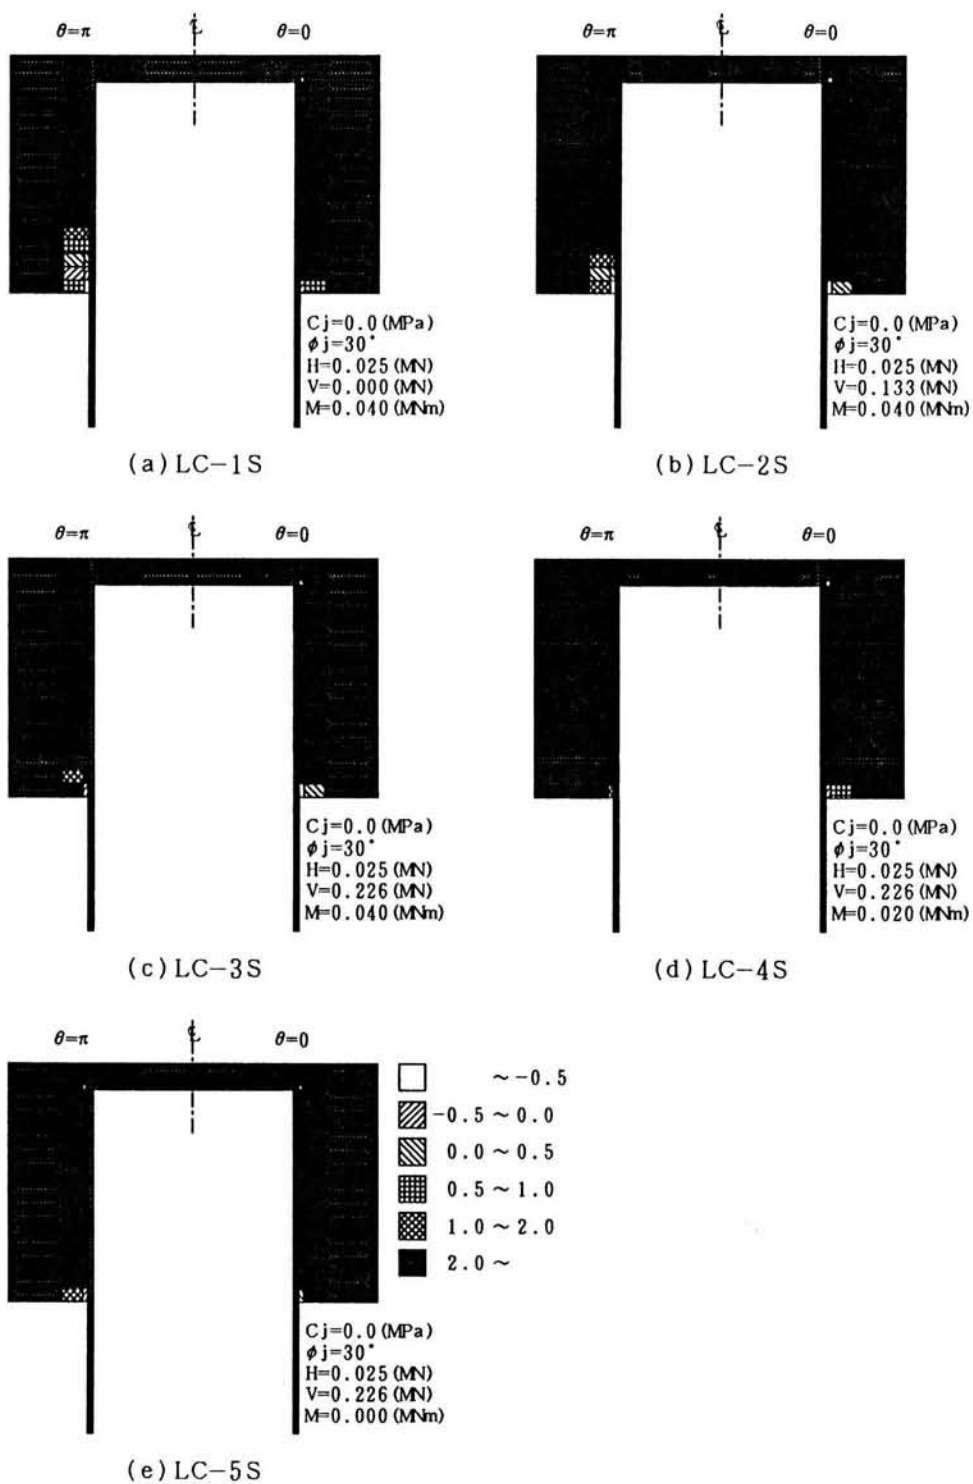 θ=π ℄ θ=0
θ=π ℄ θ=0
Cj=0.0(MPa)
φj=30°
H=0.025(MN)
V=0.000(MN)
M=0.040(MNm)
(a)LC-1S
Cj=0.0(MPa)
φj=30°
H=0.025(MN)
V=0.133(MN)
M=0.040(MNm)
(b)LC-2S
θ=π ℄ θ=0
θ=π ℄ θ=0
Cj=0.0(MPa)
φj=30°
H=0.025(MN)
V=0.226(MN)
M=0.040(MNm)
(c)LC-3S
Cj=0.0(MPa)
φj=30°
H=0.025(MN)
V=0.226(MN)
M=0.020(MNm)
(d)LC-4S
θ=π ℄ θ=0
~-0.5
-0.5~0.0
0.0~0.5
0.5~1.0
1.0~2.0
2.0~
Cj=0.0(MPa)
φj=30°
H=0.025(MN)
V=0.226(MN)
M=0.000(MNm)
(e)LC-5S